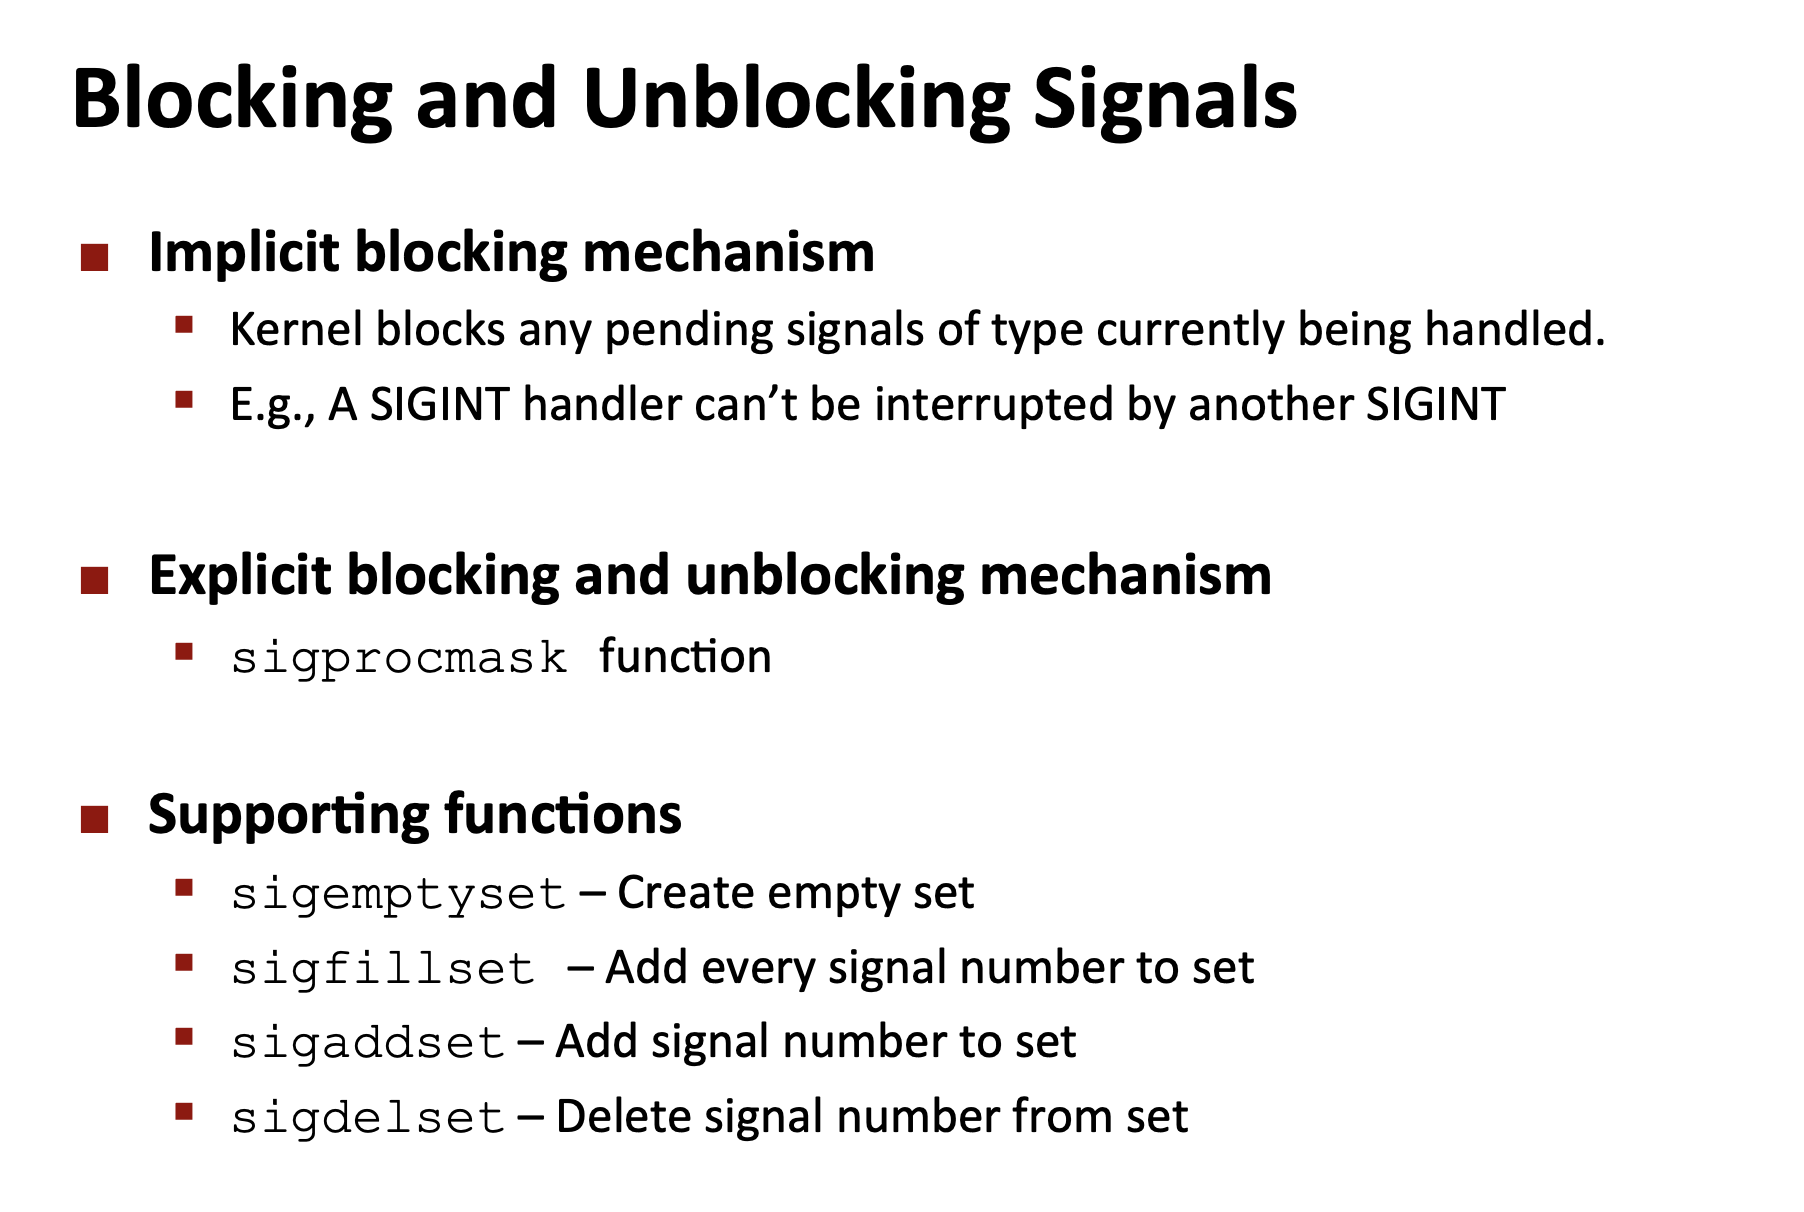 Blocking and Unblocking Signals
Implicit blocking mechanism
Kernel blocks any pending signals of type currently being handled.
E.g., A SIGINT handler can’t be interrupted by another SIGINT
Explicit blocking and unblocking mechanism
sigprocmask function
Supporting functions
sigemptyset – Create empty set
sigfillset – Add every signal number to set
sigaddset – Add signal number to set
sigdelset – Delete signal number from set